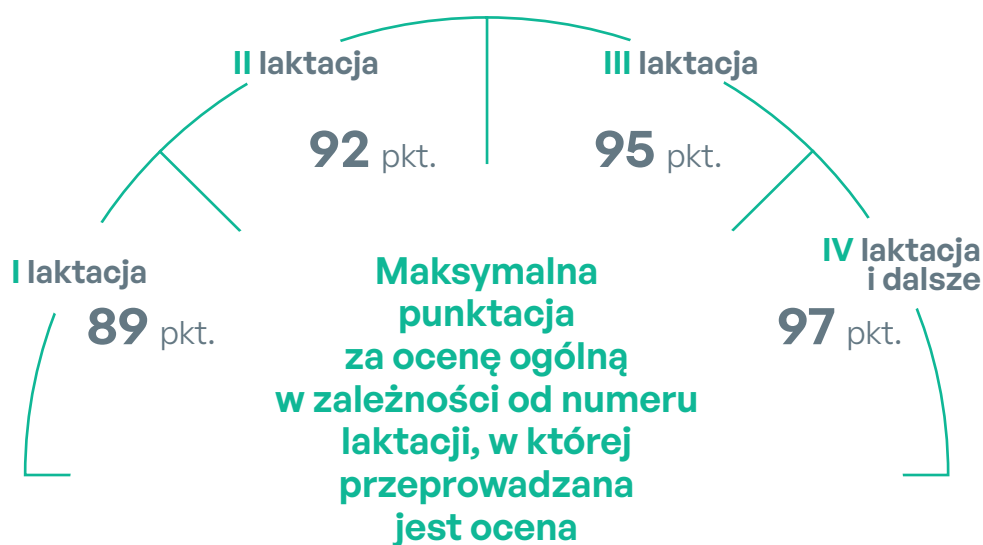 I laktacja
89 pkt.
II laktacja
92 pkt.
III laktacja
95 pkt.
IV laktacja
i dalsze
97 pkt.
Maksymalna
punktacja
za ocenę ogólną
w zależności od numeru
laktacji, w której
przeprowadzana
jest ocena